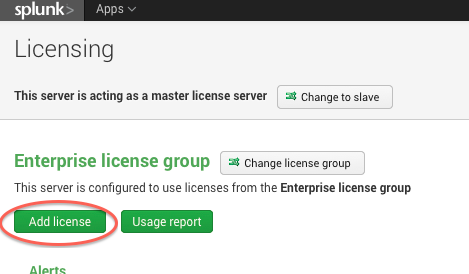 splunk> Apps
Licensing
This server is acting as a master license server Change to slave
Enterprise license group Change license group
This server is configured to use licenses from the Enterprise license group
Add license Usage report
Alerts